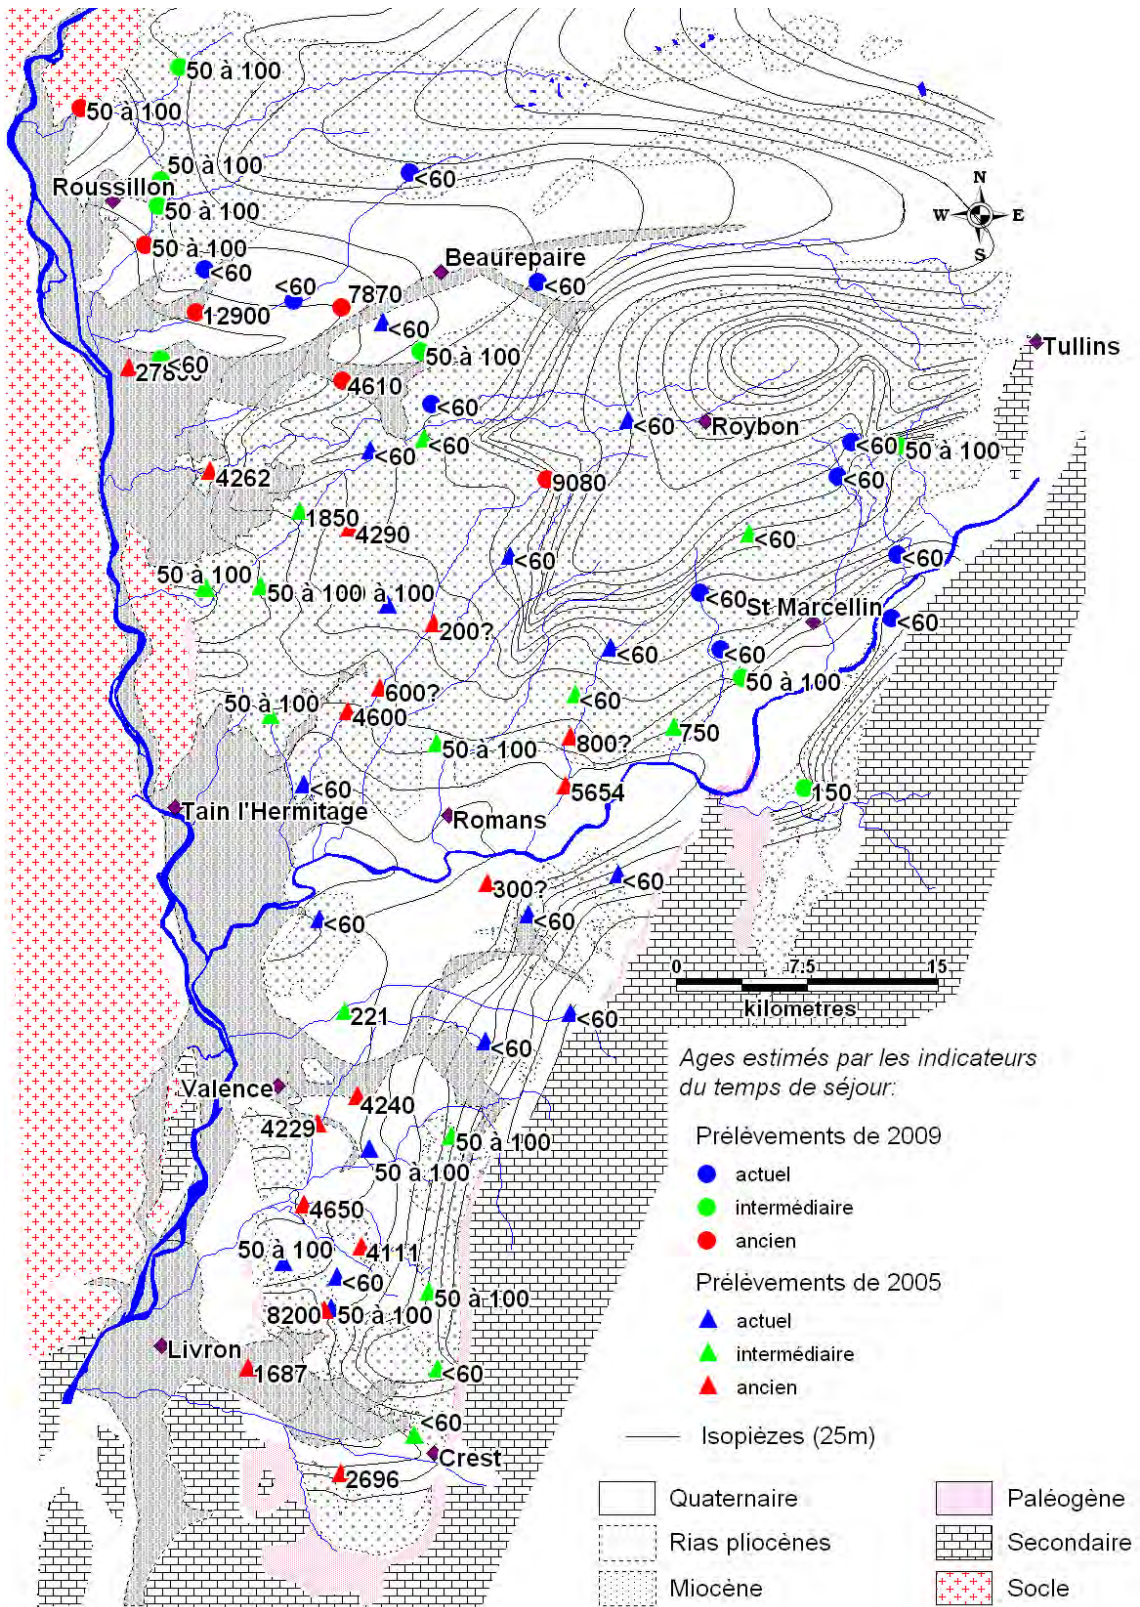 50 à 100
50 à 100
50 à 100
<60
Roussillon
N
W E
S
50 à 100
50 à 100
Beaurepaire
<60
<60
<60
7870
12900
<60
50 à 100
Tullins
<60
4610
<60
<60
Roybon
<60
<60
<60
50 à 100
4262
9080
<60
1850
4290
<60
<60
<60
50 à 100
50 à 100
à 100
<60
St Marcellin
<60
200?
<60
<60
50 à 100
600?
<60
50 à 100
4600
750
50 à 100
800?
<60
5654
150
Tain l'Hermitage
Romans
<60
300?
<60
<60
0 7.5 15
kilometres
221
<60
<60
Ages estimés par les indicateurs
du temps de séjour:
Valence
4240
4229
50 à 100
50 à 100
Prélèvements de 2009
actuel
intermédiaire
ancien
4650
50 à 100
4111
<60
Prélèvements de 2005
actuel
intermédiaire
ancien
50 à 100
8200
50 à 100
Livron
1687
<60
<60
Isopièzes (25m)
Crest
2696
Quaternaire
Paléogène
Rias pliocènes
Secondaire
Miocène
Socle